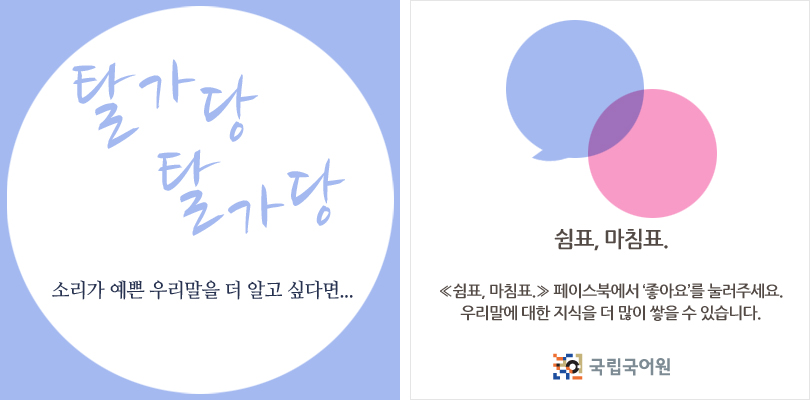 탈가당
탈가당
소리가 예쁜 우리말을 더 알고 싶다면...
쉼표, 마침표.
≪쉼표, 마침표.≫ 페이스북에서 '좋아요'를 눌러주세요.
우리말에 대한 지식을 더 많이 쌓을 수 있습니다.
국립국어원